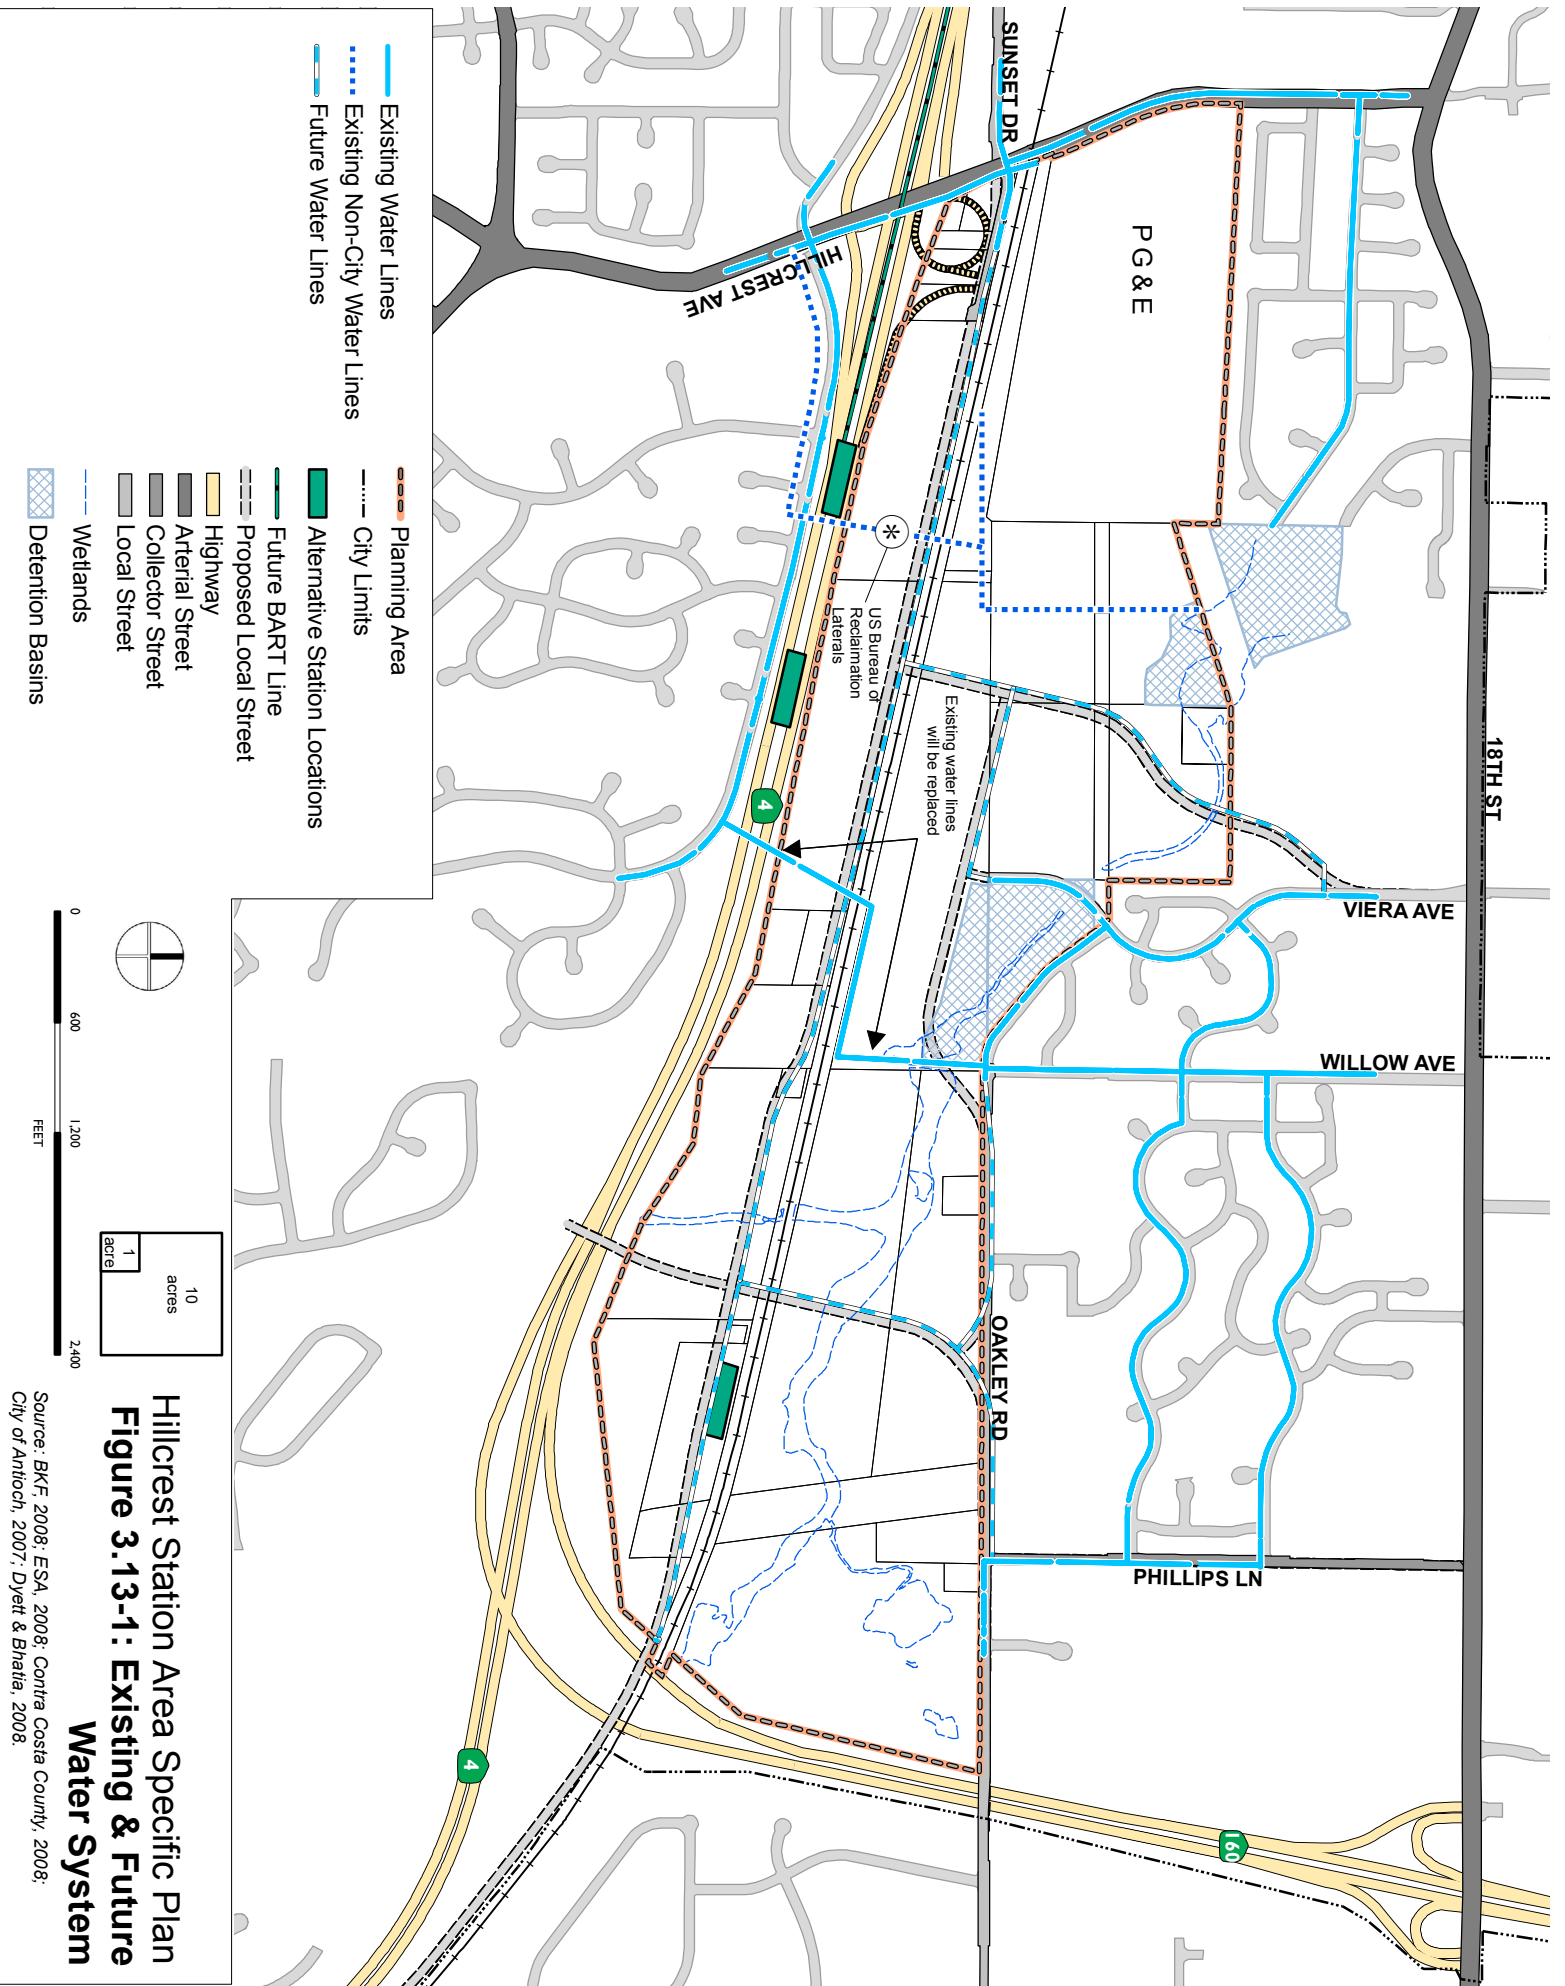 SUNSET DR
HILLCREST AVE
PG&E
18TH ST
VIERA AVE
WILLOW AVE
OAKLEY RD
PHILLIPS LN
4
4
160
*
US Bureau of
Reclaimation
Laterals
Existing water lines
will be replaced
Existing Water Lines
Existing Non-City Water Lines
Future Water Lines
Planning Area
City Limits
Alternative Station Locations
Future BART Line
Proposed Local Street
Highway
Arterial Street
Collector Street
Local Street
Wetlands
Detention Basins
0 600 1,200 2,400
FEET
10
acres
1
acre
Hillcrest Station Area Specific Plan
Figure 3.13-1: Existing & Future
Water System
Source: BKF, 2008; ESA, 2008; Contra Costa County, 2008;
City of Antioch, 2007; Dyett & Bhatia, 2008.